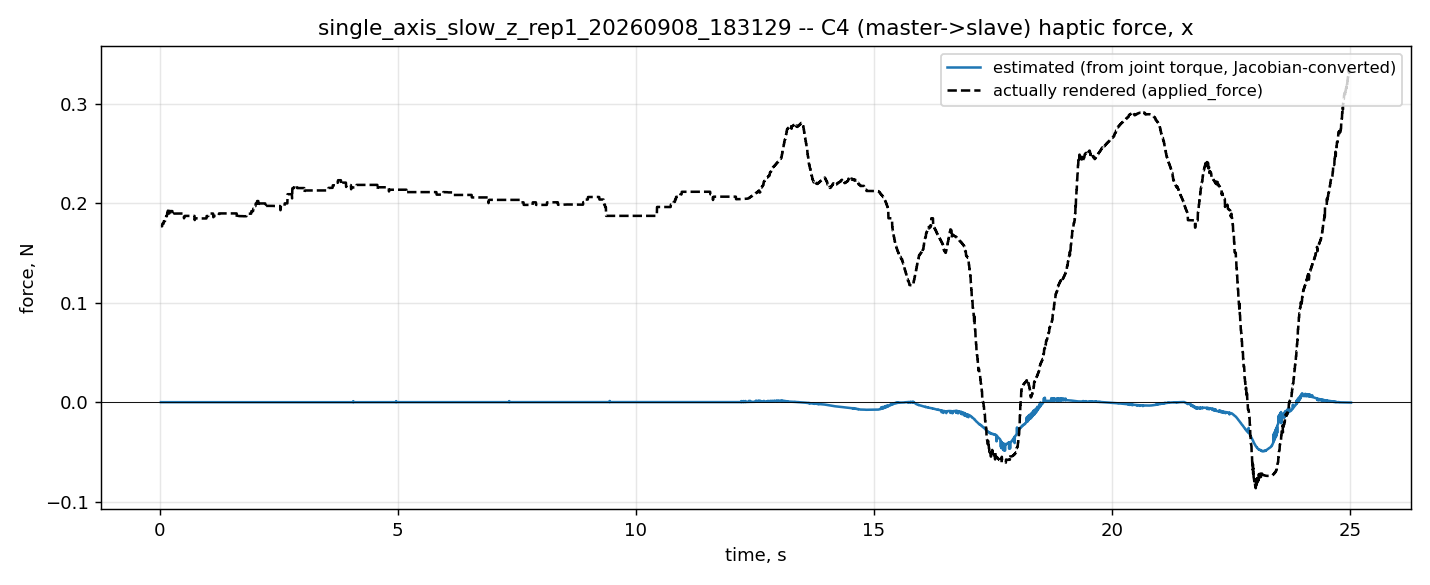 single_axis_slow_z_rep1_20260908_183129 -- C4 (master->slave) haptic force, x
estimated (from joint torque, Jacobian-converted)
actually rendered (applied_force)
force, N
0.3
0.2
0.1
0.0
−0.1
0
5
10
15
20
25
time, s